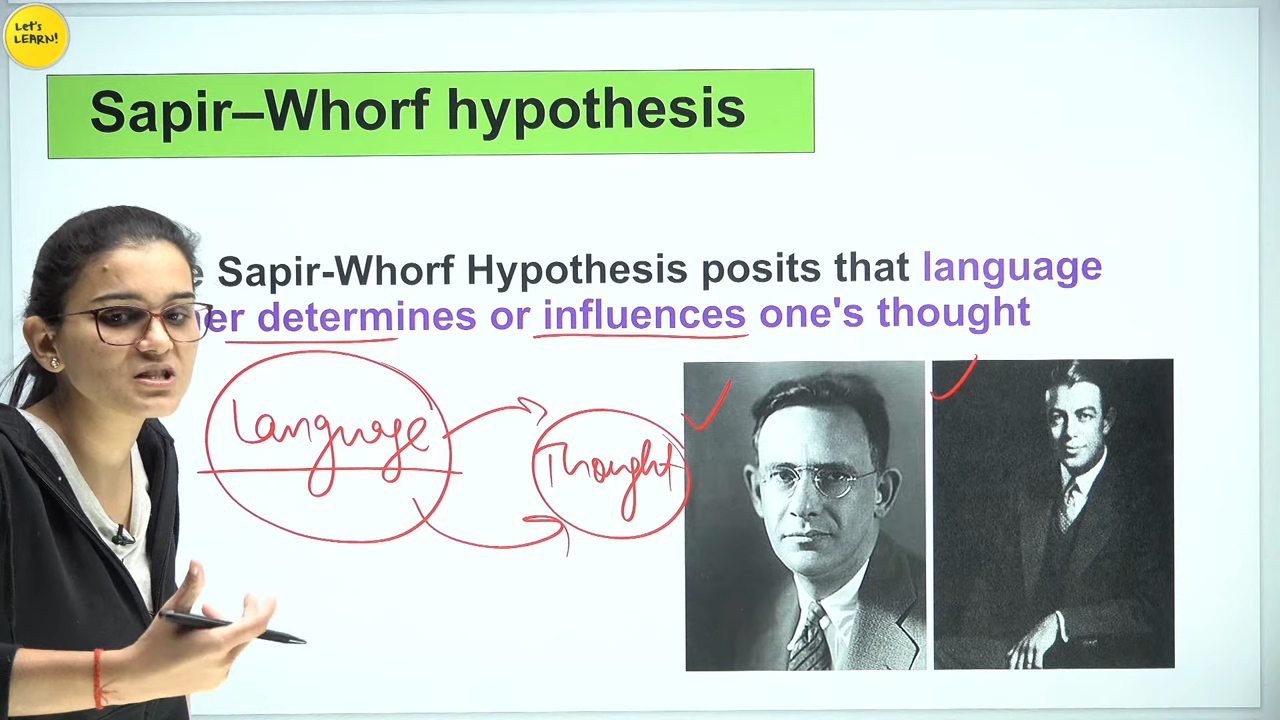 Let's
LEARN!
Sapir–Whorf hypothesis
Sapir-Whorf Hypothesis posits that language
determines or influences one's thought
Language
Thought